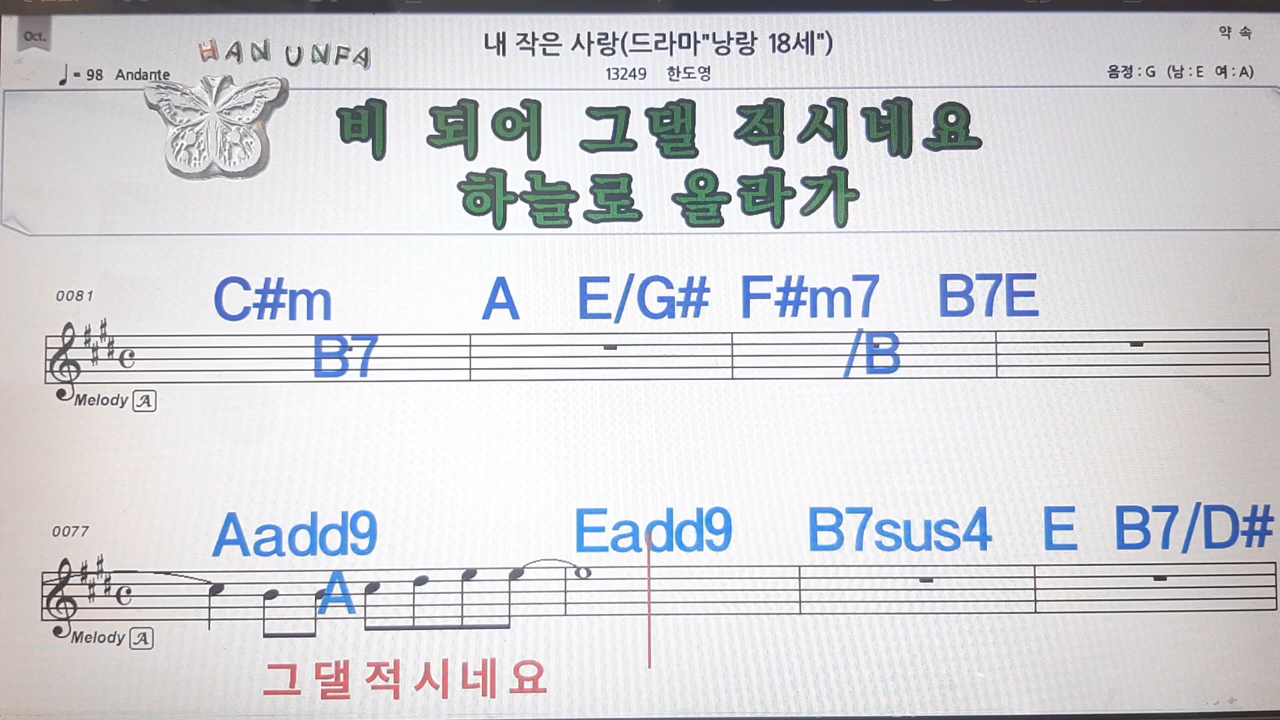 Oct.
HAN UNFA
내 작은 사랑(드라마"낭랑 18세")
약 속
♩= 98 Andante
13249 한도영
음정 : G (남 : E 여 : A)
비 되어 그댈 적시네요
하늘로 올라가
0081
C#m A E/G# F#m7 B7E
B7 /B
Melody A
0077
Aadd9 Eadd9 B7sus4 E B7/D#
A
Melody A
그댈적시네요